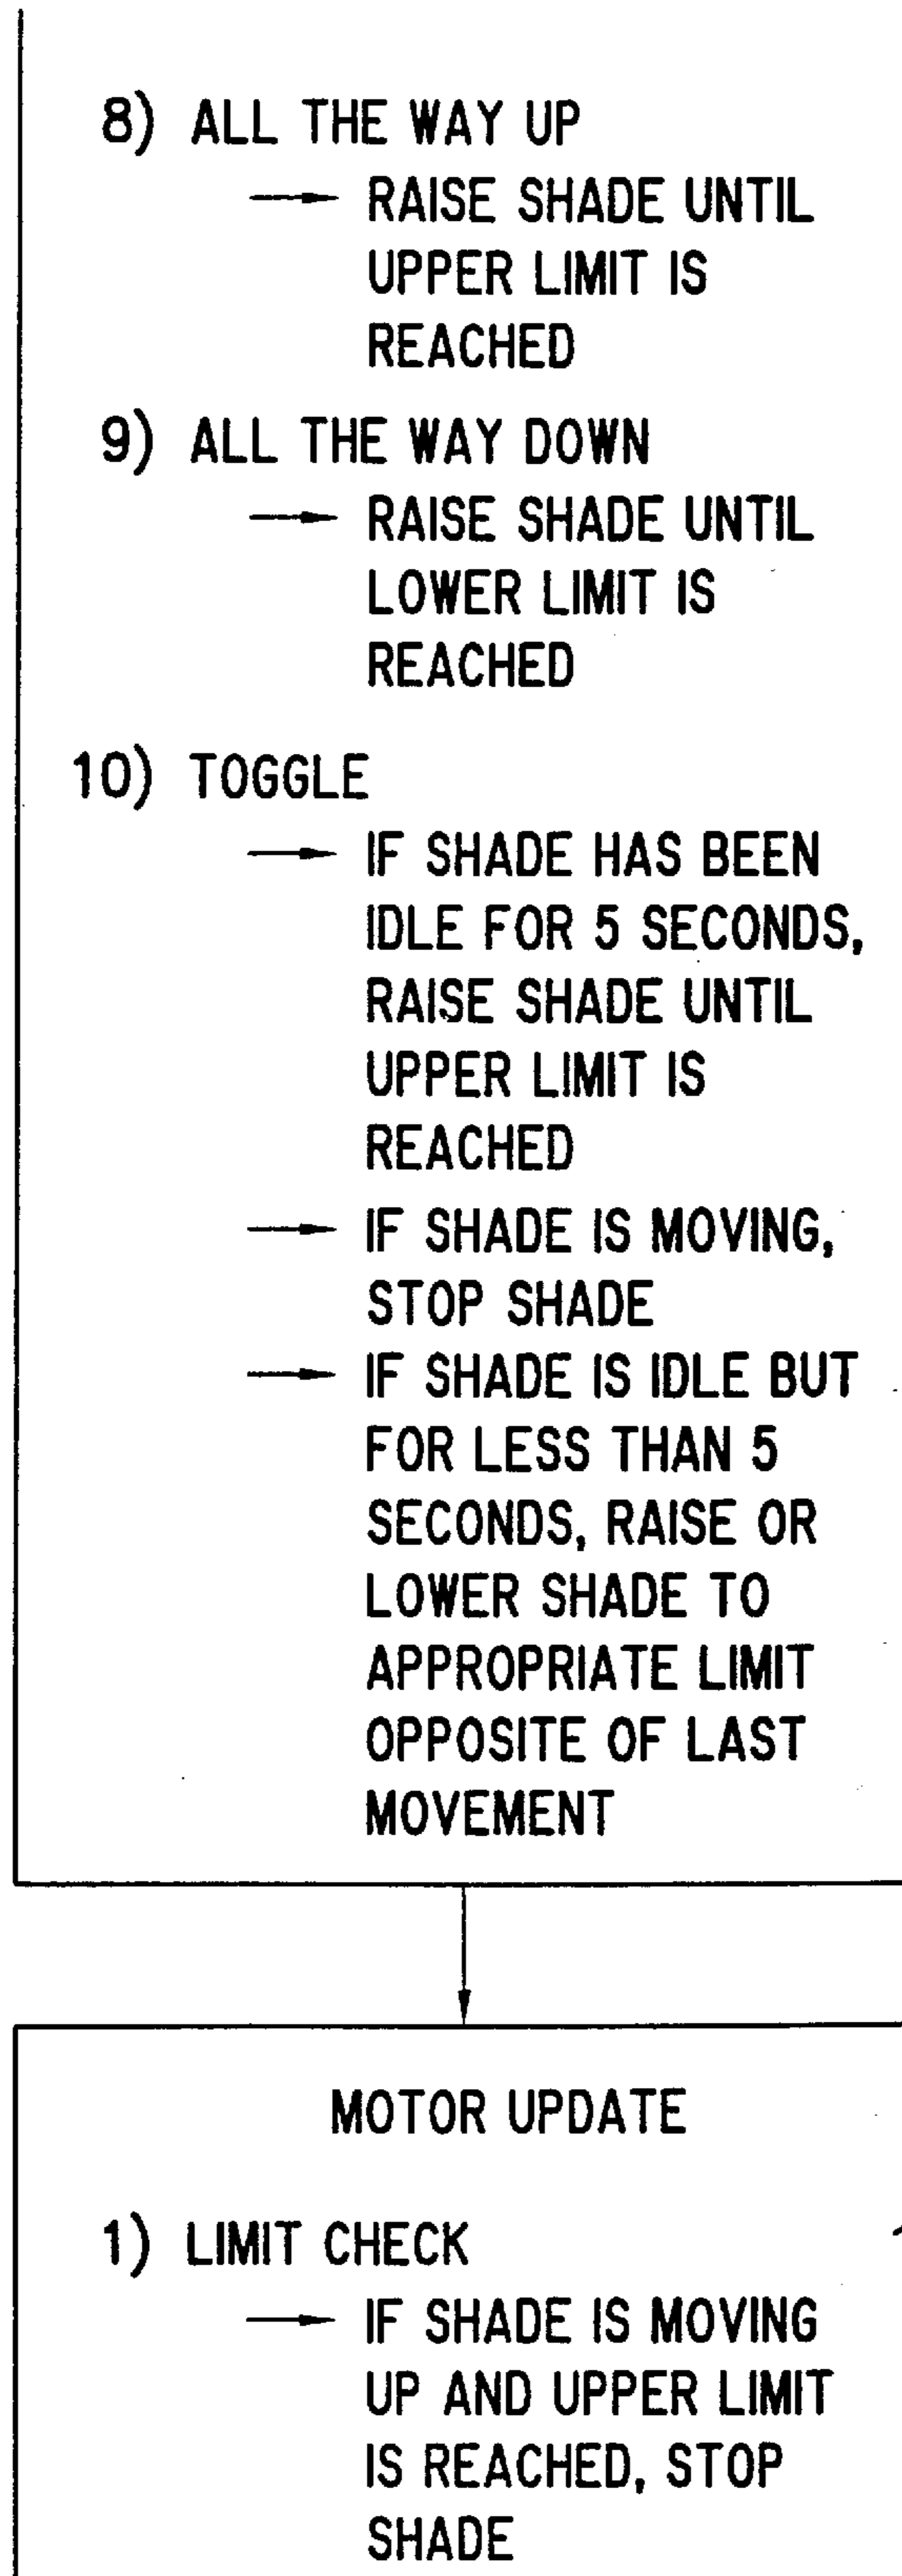 8) ALL THE WAY UP
→ RAISE SHADE UNTIL
UPPER LIMIT IS
REACHED
9) ALL THE WAY DOWN
→ RAISE SHADE UNTIL
LOWER LIMIT IS
REACHED
10) TOGGLE
→ IF SHADE HAS BEEN
IDLE FOR 5 SECONDS,
RAISE SHADE UNTIL
UPPER LIMIT IS
REACHED
→ IF SHADE IS MOVING,
STOP SHADE
→ IF SHADE IS IDLE BUT
FOR LESS THAN 5
SECONDS, RAISE OR
LOWER SHADE TO
APPROPRIATE LIMIT
OPPOSITE OF LAST
MOVEMENT
MOTOR UPDATE
1) LIMIT CHECK
→ IF SHADE IS MOVING
UP AND UPPER LIMIT
IS REACHED, STOP
SHADE